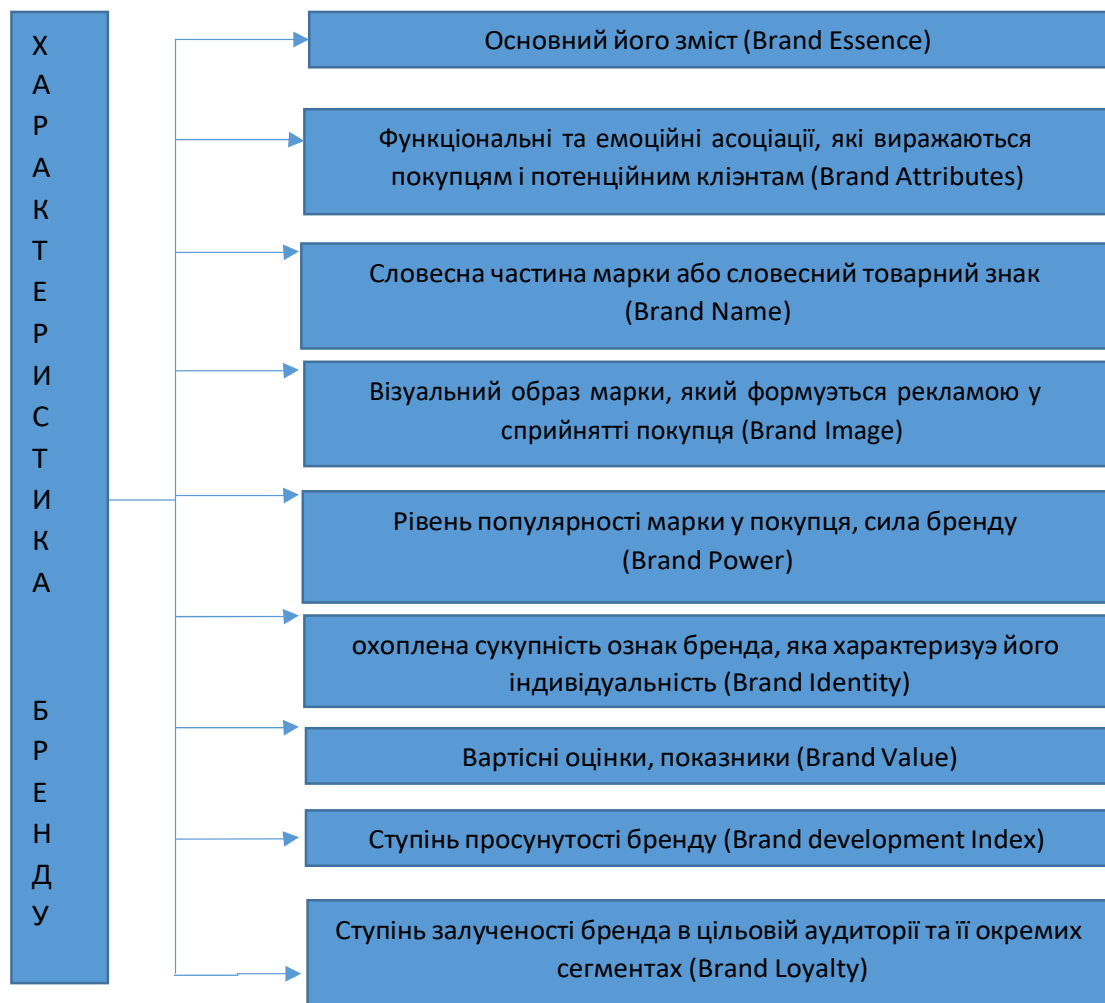 ХАРАКТЕРИСТИКА БРЕНДУ
Основний його зміст (Brand Essence)
Функціональні та емоційні асоціації, які виражаються
покупцям і потенційним кліэнтам (Brand Attributes)
Словесна частина марки або словесний товарний знак
(Brand Name)
Візуальний образ марки, який формуэться рекламою у
сприйнятті покупця (Brand Image)
Рівень популярності марки у покупця, сила бренду
(Brand Power)
охоплена сукупність ознак бренда, яка характеризуэ його
індивідуальність (Brand Identity)
Вартісні оцінки, показники (Brand Value)
Ступінь просунутості бренду (Brand development Index)
Ступінь залученості бренда в цільовій аудиторії та її окремих
сегментах (Brand Loyalty)